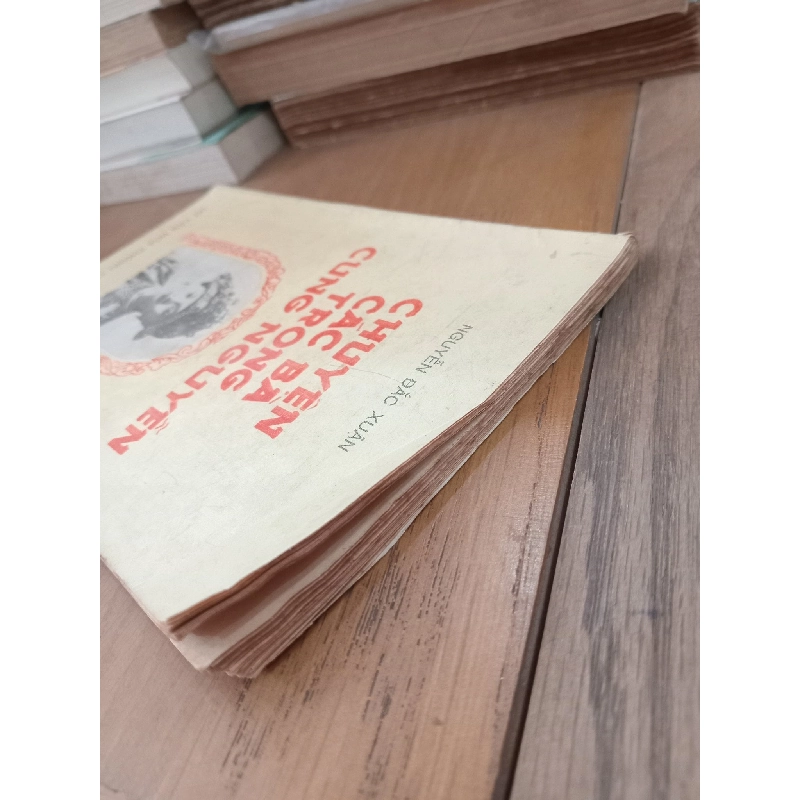 NGUYỄN ĐẮC XUÂN
CHUYỆN
CÁC BÀ
TRONG
CUNG NGUYỄN